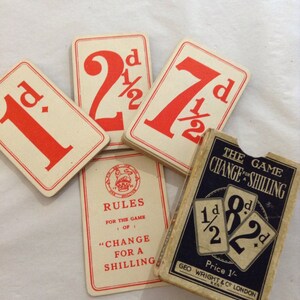 1d.
2½d
7½d
RULES
FOR THE GAME
OF
"CHANGE
FOR A
SHILLING
THE GAME
CHANGE FOR A SHILLING
½
8d
2d
Price 1/-
GEO WRIGHT & CO LONDON